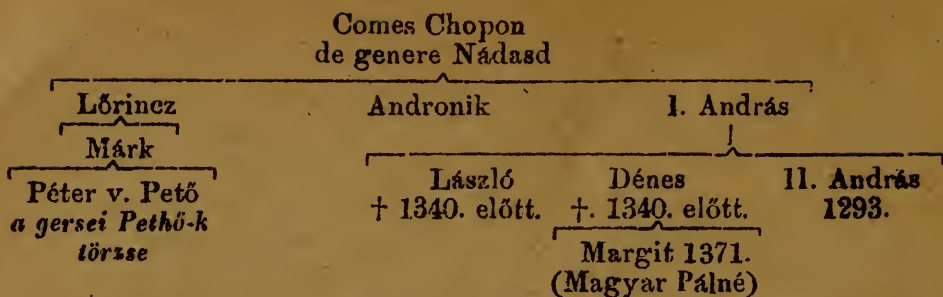 Comes Chopon
de genere Nádasd
Lőrincz Andronik I. András
Márk
László Dénes II. András
Péter v. Pető † 1340. előtt. †. 1340. előtt. 1293.
a gersei Pethő-k
törzse
Margit 1371.
(Magyar Pálné)